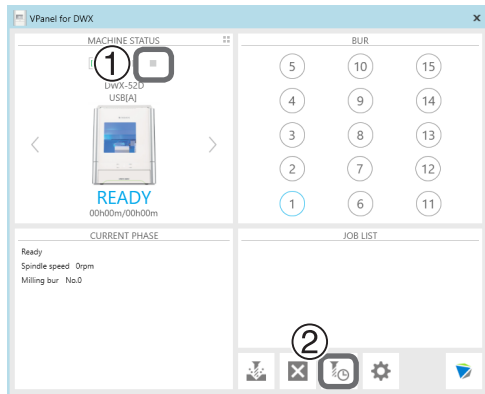 VPanel for DWX
MACHINE STATUS
①
DWX-52D
USB[A]
READY
00h00m/00h00m
BUR
5 10 15
4 9 14
3 8 13
2 7 12
1 6 11
CURRENT PHASE
Ready
Spindle speed 0rpm
Milling bur No.0
JOB LIST
②